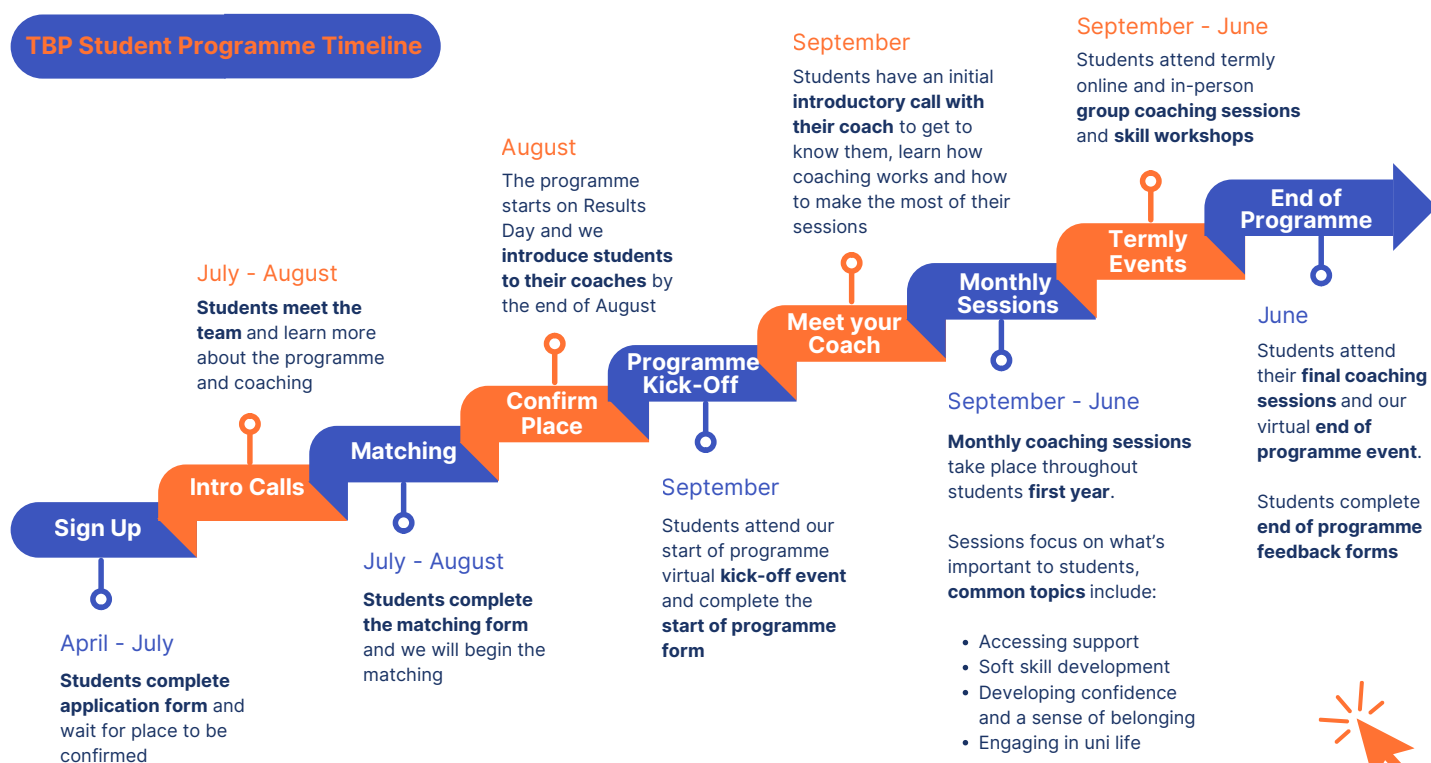 TBP Student Programme Timeline
Sign Up
April - July
Students complete
application form and
wait for place to be
confirmed
Intro Calls
July - August
Students meet the
team and learn more
about the programme
and coaching
Matching
July - August
Students complete
the matching form
and we will begin the
matching
Confirm
Place
August
The programme
starts on Results
Day and we
introduce students
to their coaches by
the end of August
Programme
Kick-Off
September
Students attend our
start of programme
virtual kick-off event
and complete the
start of programme
form
Meet your
Coach
September
Students have an initial
introductory call with
their coach to get to
know them, learn how
coaching works and how
to make the most of their
sessions
Monthly
Sessions
September - June
Monthly coaching sessions
take place throughout
students first year.
Sessions focus on what's
important to students,
common topics include:
• Accessing support
• Soft skill development
• Developing confidence
and a sense of belonging
• Engaging in uni life
Termly
Events
September - June
Students attend termly
online and in-person
group coaching sessions
and skill workshops
End of
Programme
June
Students attend
their final coaching
sessions and our
virtual end of
programme event.
Students complete
end of programme
feedback forms